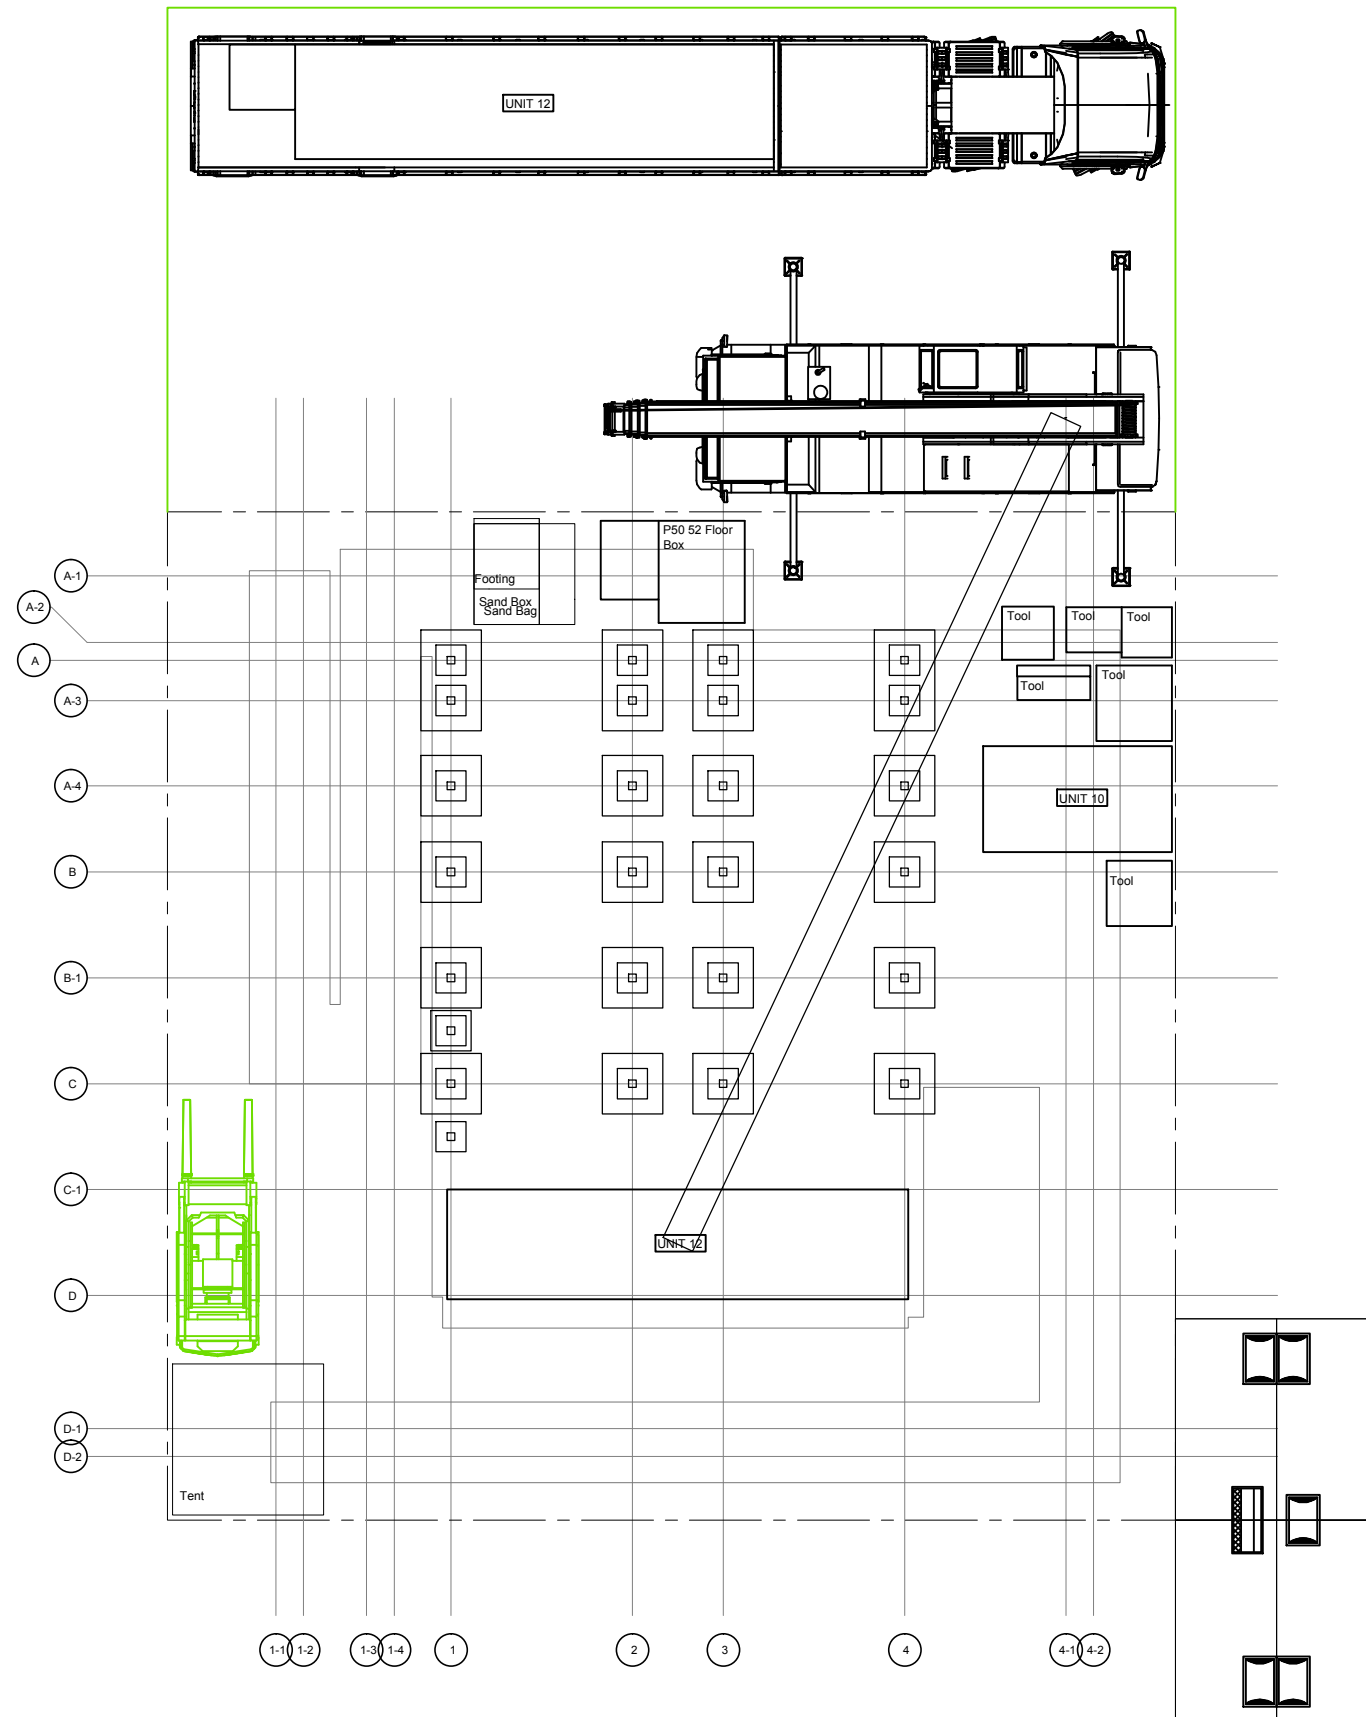 UNIT 12
P50 52 Floor
Box
Footing
Sand Box
Sand Bag
A-1
A-2
A
A-3
A-4
B
B-1
C
C-1
D
D-1
D-2
Tool
Tool
Tool
Tool
Tool
UNIT 10
Tool
UNIT 12
Tent
1-1
1-2
1-3
1-4
1
2
3
4
4-1
4-2